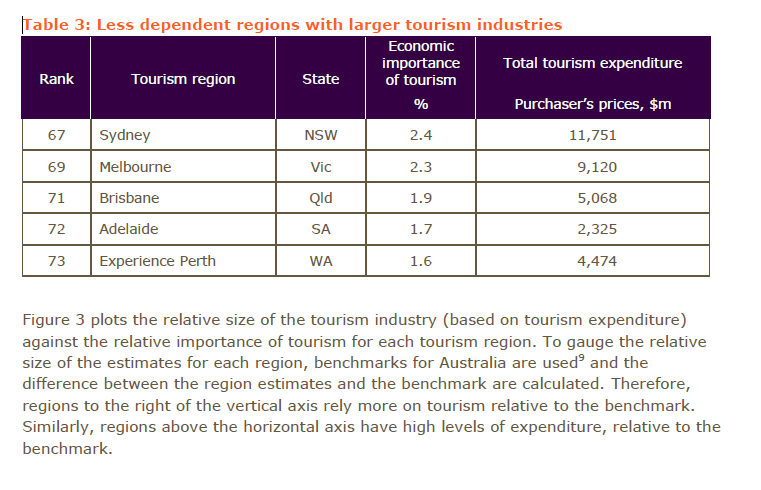 Table 3: Less dependent regions with larger tourism industries
Rank Tourism region State Economic importance of tourism Total tourism expenditure
% Purchaser’s prices, $m
67 Sydney NSW 2.4 11,751
69 Melbourne Vic 2.3 9,120
71 Brisbane Qld 1.9 5,068
72 Adelaide SA 1.7 2,325
73 Experience Perth WA 1.6 4,474
Figure 3 plots the relative size of the tourism industry (based on tourism expenditure)
against the relative importance of tourism for each tourism region. To gauge the relative
size of the estimates for each region, benchmarks for Australia are used⁹ and the
difference between the region estimates and the benchmark are calculated. Therefore,
regions to the right of the vertical axis rely more on tourism relative to the benchmark.
Similarly, regions above the horizontal axis have high levels of expenditure, relative to the
benchmark.